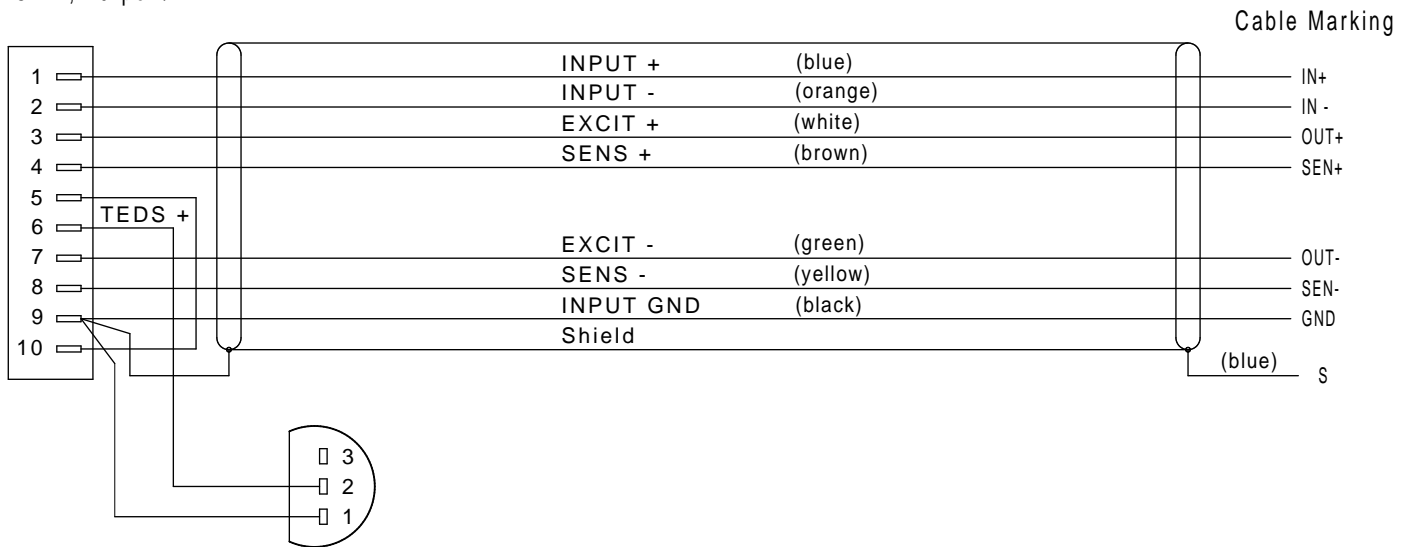 Cable Marking
1 INPUT + (blue) IN+
2 INPUT - (orange) IN -
3 EXCIT + (white) OUT+
4 SENS + (brown) SEN+
5
6 TEDS +
7 EXCIT - (green) OUT-
8 SENS - (yellow) SEN-
9 INPUT GND (black) GND
10 Shield
(blue) S
3
2
1